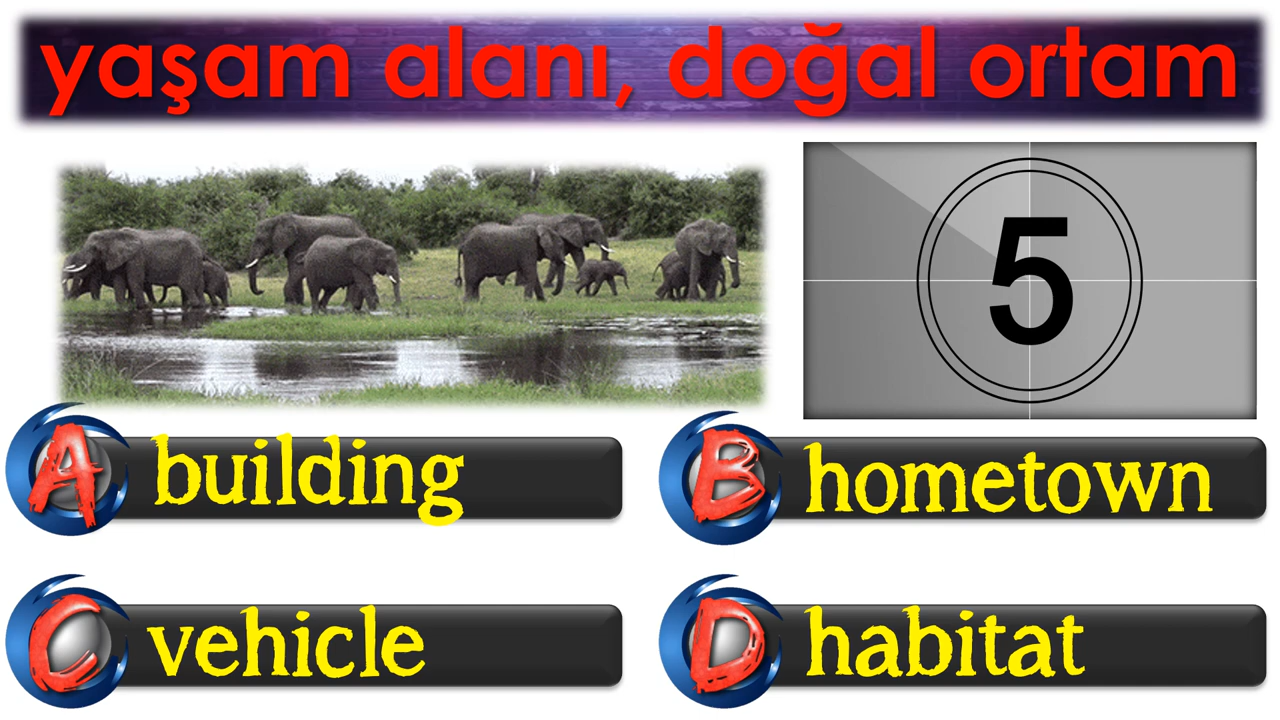 yaşam alanı, doğal ortam
5
A building
B hometown
C vehicle
D habitat